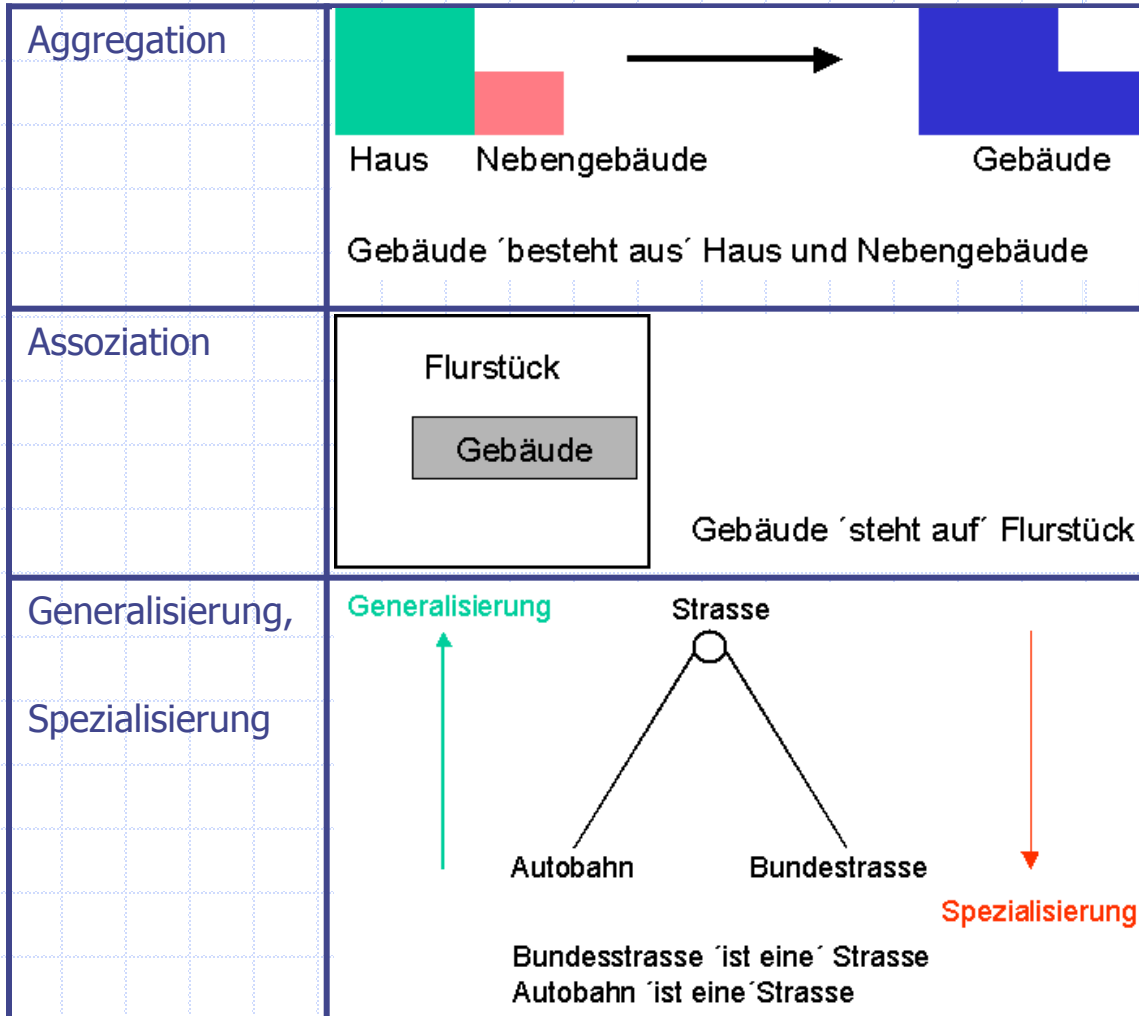 Aggregation
Haus Nebengebäude Gebäude
Gebäude ´besteht aus´ Haus und Nebengebäude
Assoziation
Flurstück
Gebäude
Gebäude ´steht auf´ Flurstück
Generalisierung,
Spezialisierung
Generalisierung Strasse
Autobahn Bundestrasse
Spezialisierung
Bundesstrasse ´ist eine´ Strasse
Autobahn ´ist eine´Strasse